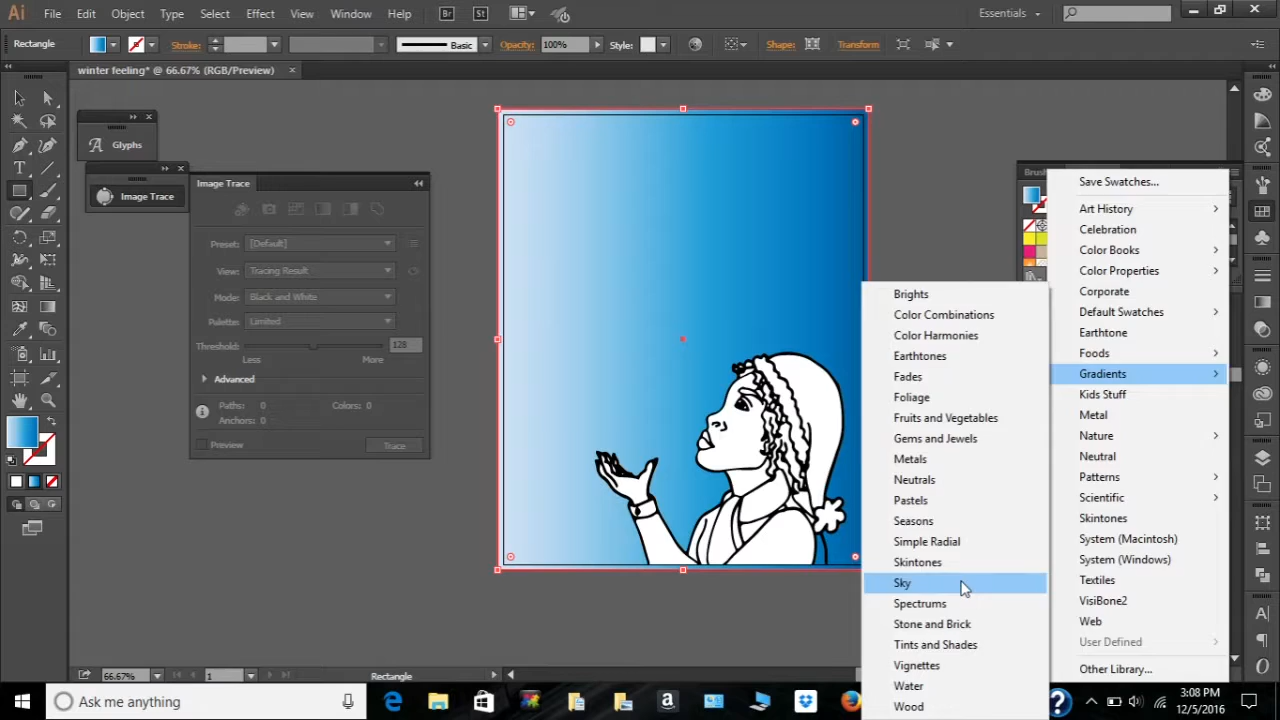 Ai File Edit Object Type Select Effect View Window Help Br St Essentials
Rectangle Stroke: Basic Opacity: 100% Style: Shape: Transform
winter feeling* @ 66.67% (RGB/Preview)
A Glyphs
Image Trace
Image Trace
Preset: [Default]
View: Tracing Result
Mode: Black and White
Palette: Limited
Threshold: 128
Less More
Advanced
Paths: 0 Colors: 0
Anchors: 0
Preview Trace
Save Swatches...
Art History
Celebration
Color Books
Color Properties
Corporate
Default Swatches
Earthtone
Foods
Gradients
Kids Stuff
Metal
Nature
Neutral
Patterns
Scientific
Skintones
System (Macintosh)
System (Windows)
Textiles
VisiBone2
Web
User Defined
Other Library...
Brights
Color Combinations
Color Harmonies
Earthtones
Fades
Foliage
Fruits and Vegetables
Gems and Jewels
Metals
Neutrals
Pastels
Seasons
Simple Radial
Skintones
Sky
Spectrums
Stone and Brick
Tints and Shades
Vignettes
Water
Wood
66.67% 1 Rectangle
Ask me anything
3:08 PM
12/5/2016